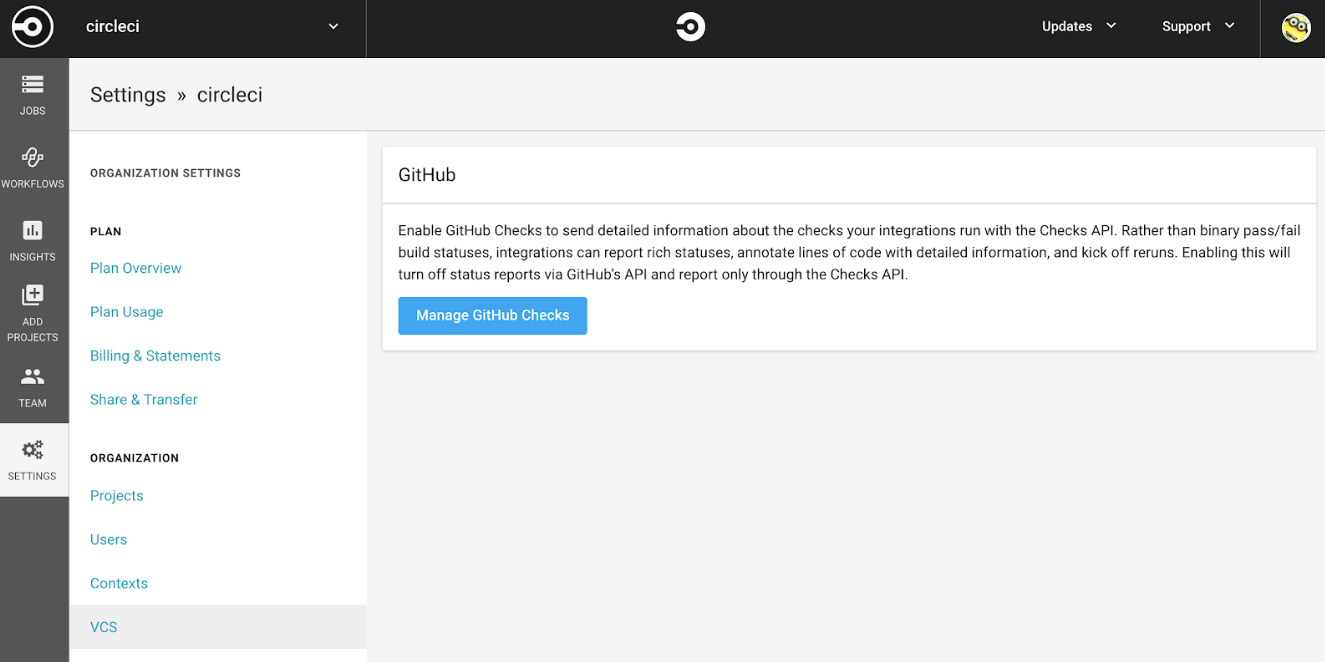 circleci
Updates
Support
JOBS
WORKFLOWS
INSIGHTS
ADD
PROJECTS
TEAM
SETTINGS
Settings » circleci
ORGANIZATION SETTINGS
PLAN
Plan Overview
Plan Usage
Billing & Statements
Share & Transfer
ORGANIZATION
Projects
Users
Contexts
VCS
GitHub
Enable GitHub Checks to send detailed information about the checks your integrations run with the Checks API. Rather than binary pass/fail
build statuses, integrations can report rich statuses, annotate lines of code with detailed information, and kick off reruns. Enabling this will
turn off status reports via GitHub's API and report only through the Checks API.
Manage GitHub Checks